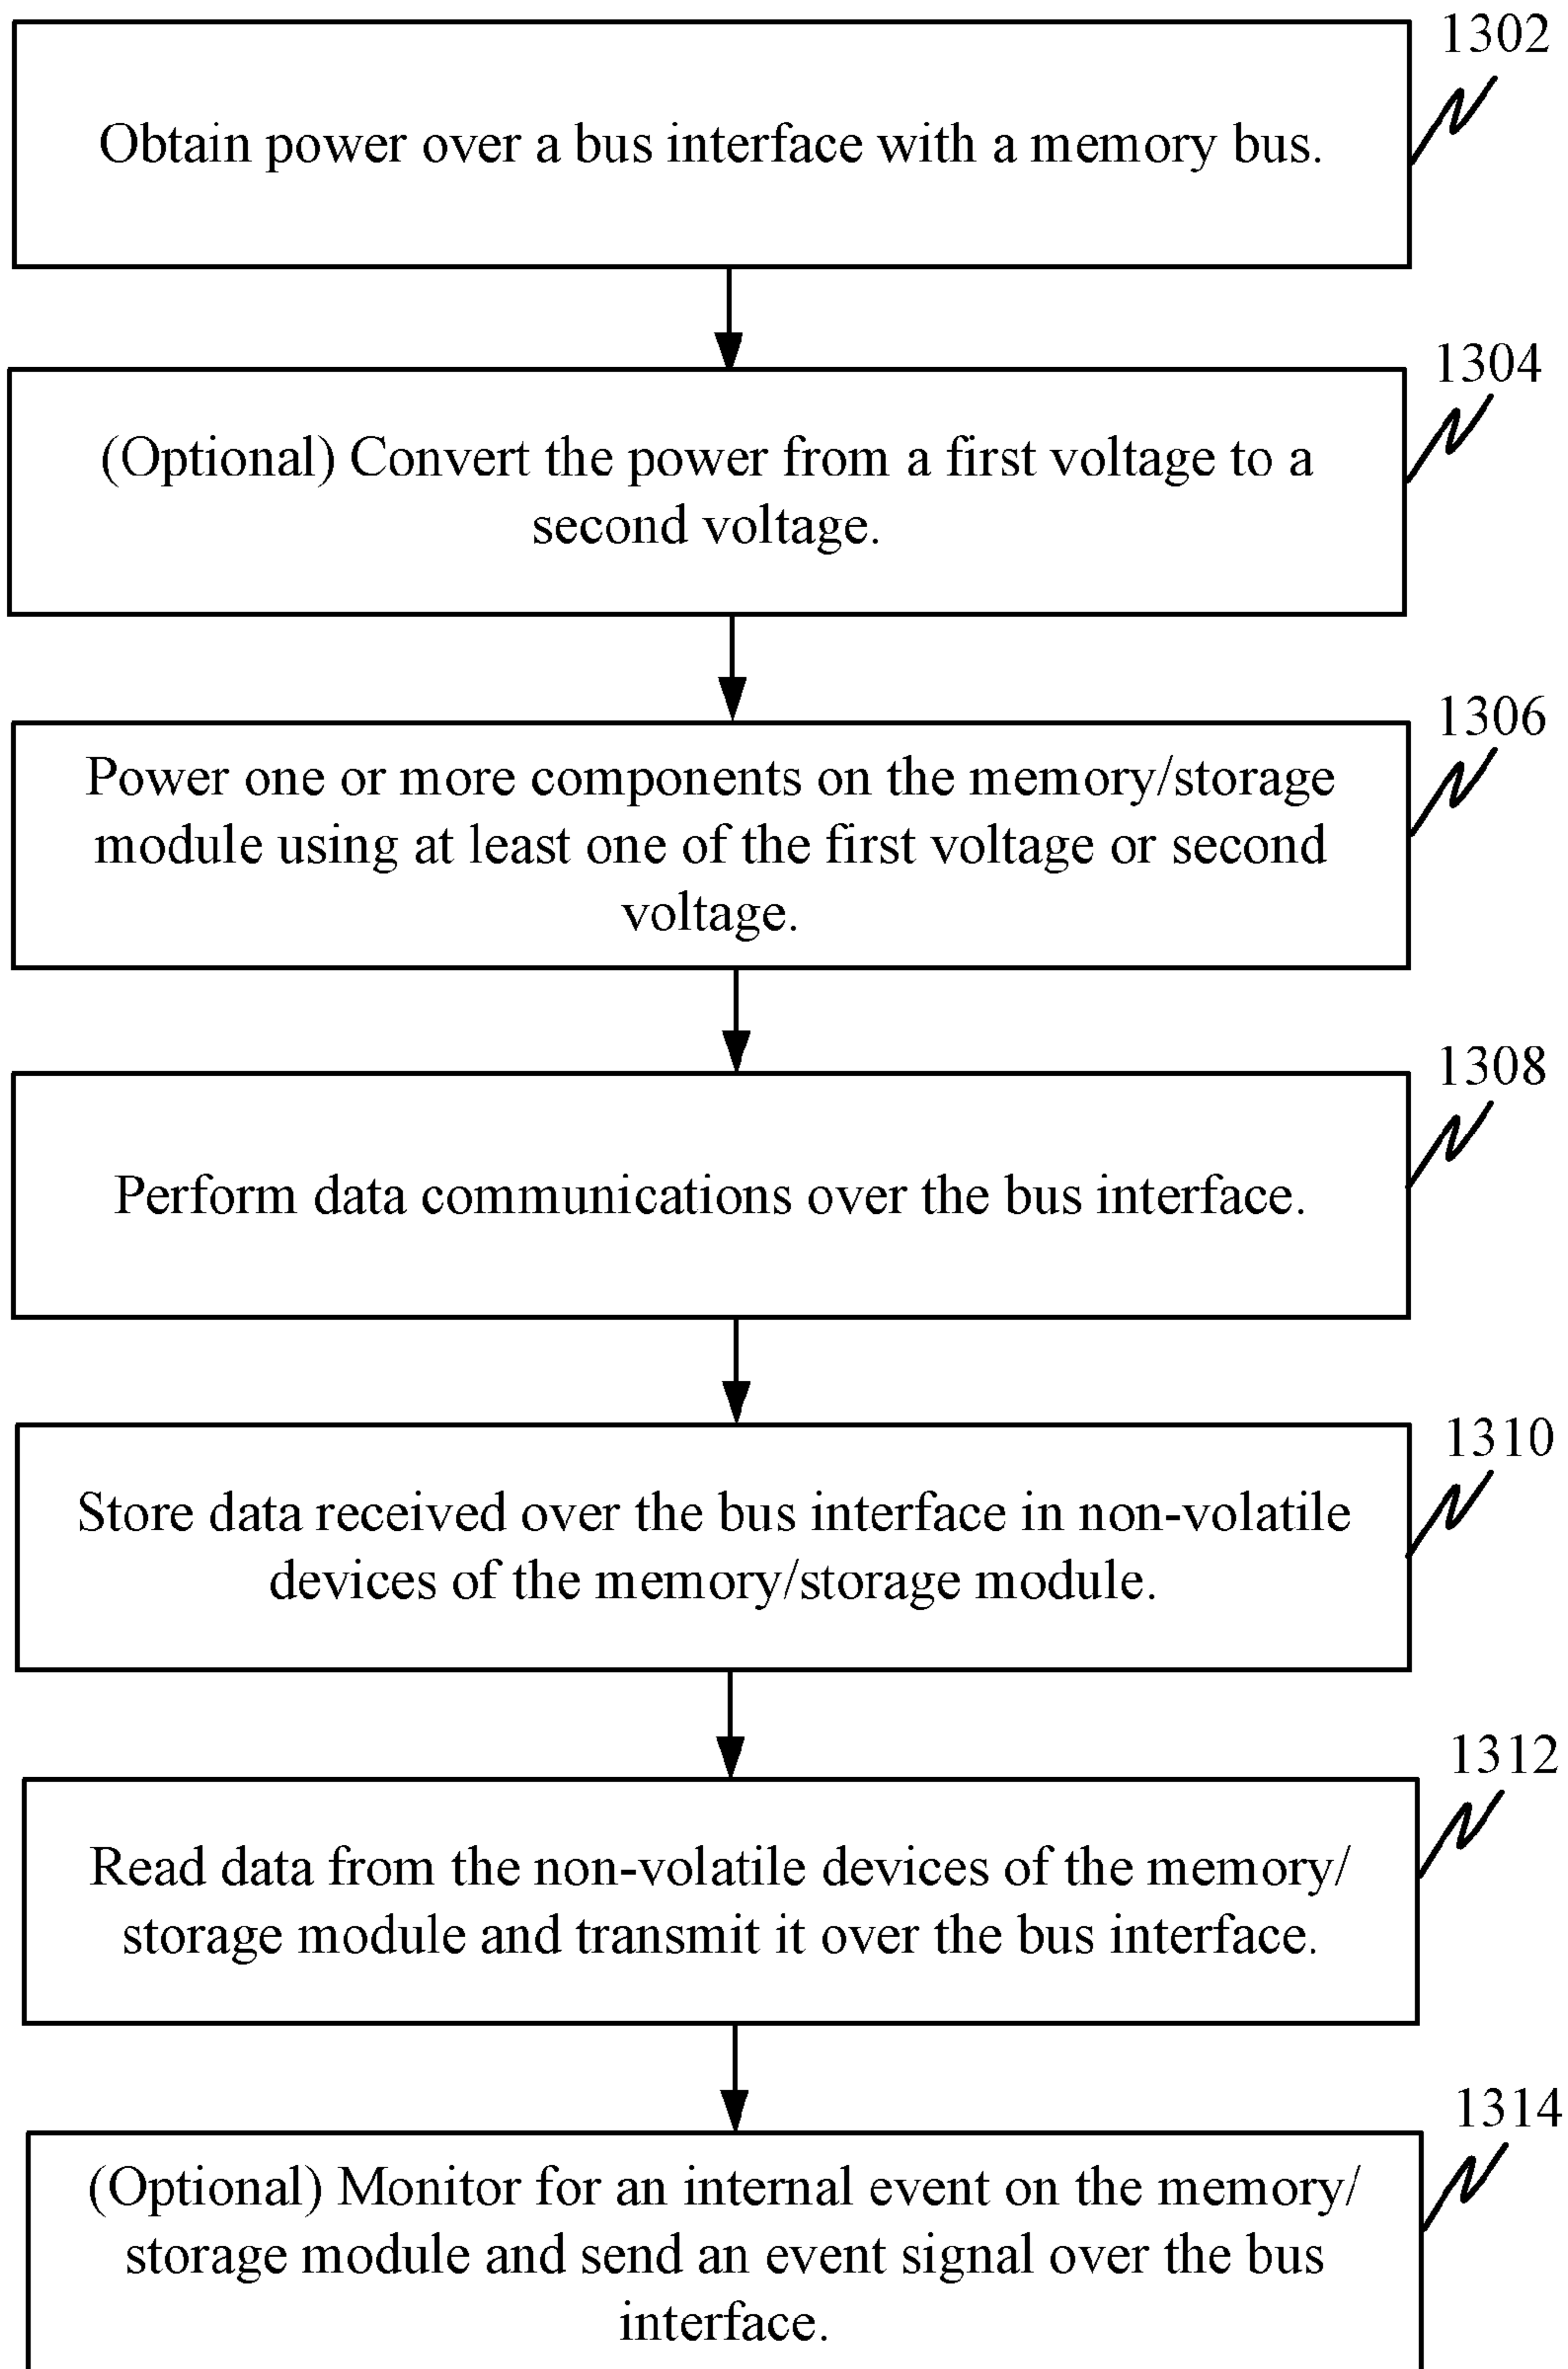 1302
Obtain power over a bus interface with a memory bus.
1304
(Optional) Convert the power from a first voltage to a
second voltage.
1306
Power one or more components on the memory/storage
module using at least one of the first voltage or second
voltage.
1308
Perform data communications over the bus interface.
1310
Store data received over the bus interface in non-volatile
devices of the memory/storage module.
1312
Read data from the non-volatile devices of the memory/
storage module and transmit it over the bus interface.
1314
(Optional) Monitor for an internal event on the memory/
storage module and send an event signal over the bus
interface.